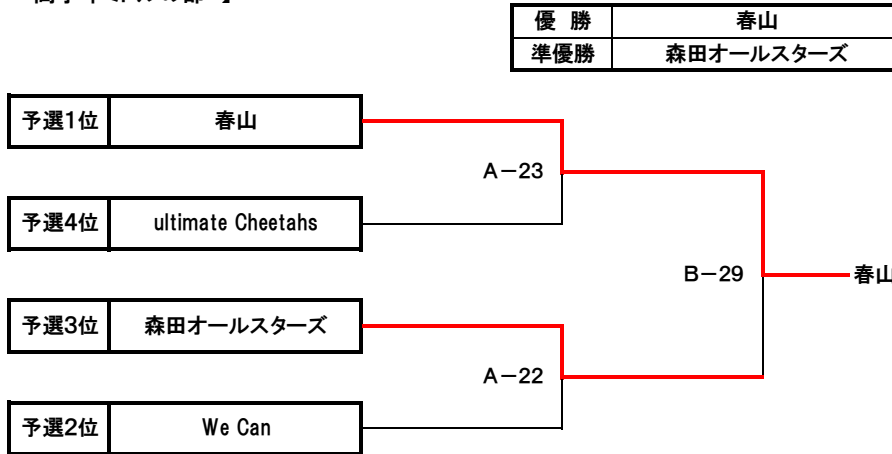 優 勝 春山
準優勝 森田オールスターズ
予選1位 春山
A－23
予選4位 ultimate Cheetahs
B－29
春山
予選3位 森田オールスターズ
A－22
予選2位 We Can